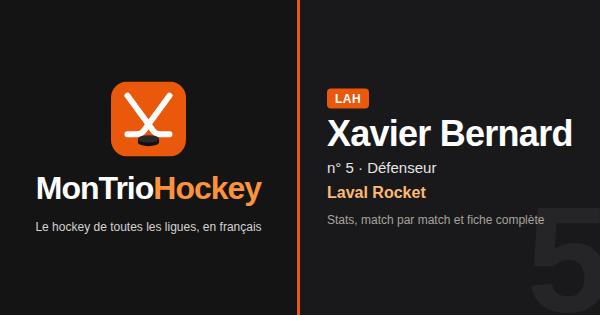 MonTrioHockey
Le hockey de toutes les ligues, en français
LAH
Xavier Bernard
n° 5 · Défenseur
Laval Rocket
Stats, match par match et fiche complète
5